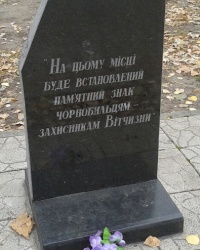 "На цьому місці
буде встановлений
пам'ятний знак
чорнобильцям -
захисникам Вітчизни"